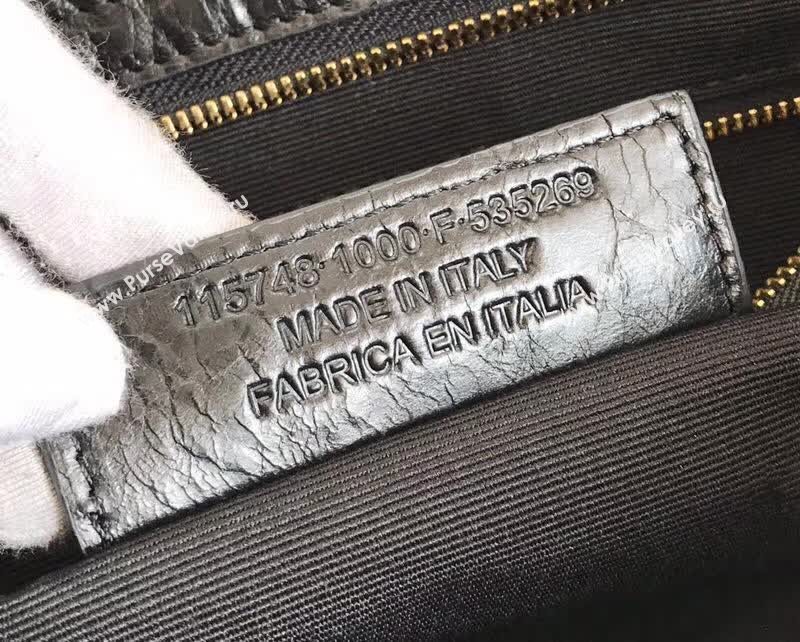 115748·1000·F·535269
MADE IN ITALY
FABRICA EN ITALIA